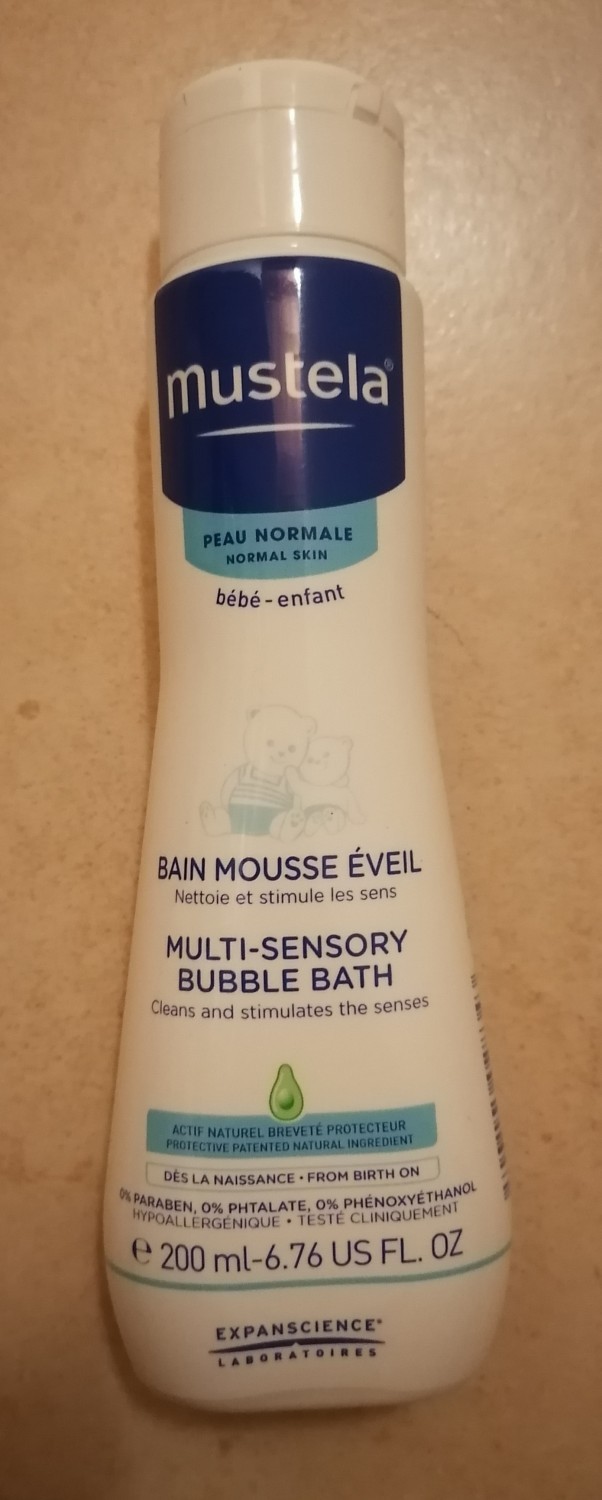 mustela®
PEAU NORMALE
NORMAL SKIN
bébé-enfant
BAIN MOUSSE ÉVEIL
Nettoie et stimule les sens
MULTI-SENSORY
BUBBLE BATH
Cleans and stimulates the senses
ACTIF NATUREL BREVETÉ PROTECTEUR
PROTECTIVE PATENTED NATURAL INGREDIENT
DÈS LA NAISSANCE • FROM BIRTH ON
0% PARABEN, 0% PHTALATE, 0% PHÉNOXYÉTHANOL
HYPOALLERGÉNIQUE • TESTÉ CLINIQUEMENT
℮ 200 ml-6.76 US FL. OZ
EXPANSCIENCE®
LABORATOIRES